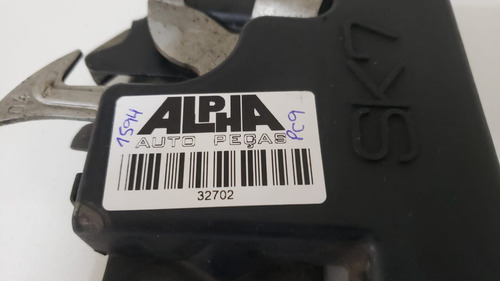 ALPHA
AUTO PEÇAS
32702
1594
PC9
SK7